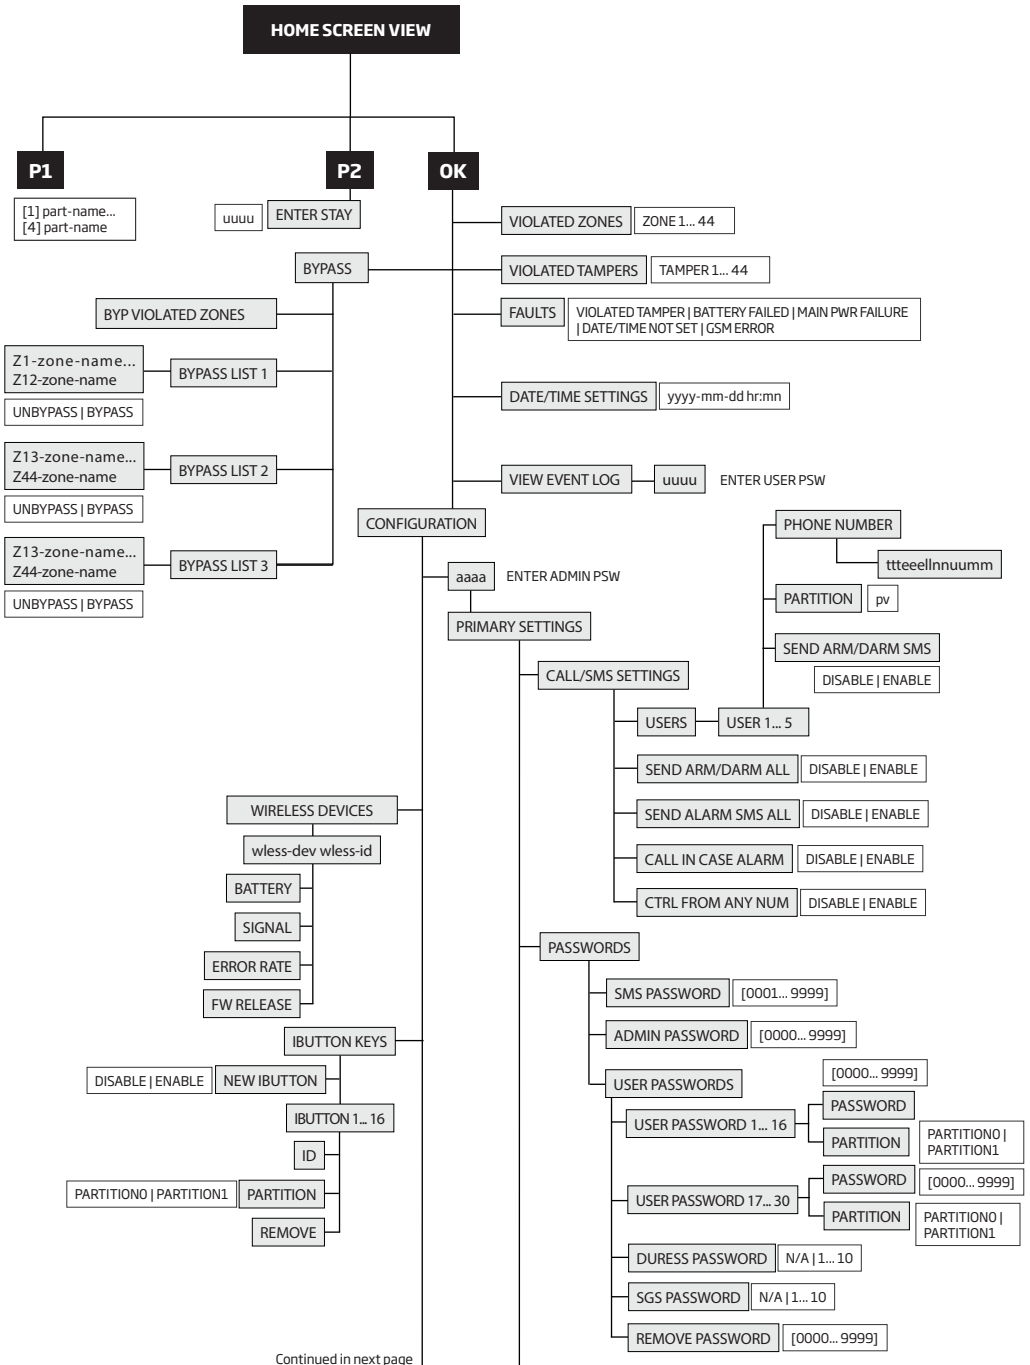 HOME SCREEN VIEW
P1
P2
OK
[1] part-name...
[4] part-name
uuuu
ENTER STAY
VIOLATED ZONES
ZONE 1... 44
BYPASS
VIOLATED TAMPERS
TAMPER 1... 44
BYP VIOLATED ZONES
FAULTS
VIOLATED TAMPER | BATTERY FAILED | MAIN PWR FAILURE
| DATE/TIME NOT SET | GSM ERROR
Z1-zone-name...
Z12-zone-name
BYPASS LIST 1
UNBYPASS | BYPASS
DATE/TIME SETTINGS
yyyy-mm-dd hr:mn
Z13-zone-name...
Z44-zone-name
BYPASS LIST 2
UNBYPASS | BYPASS
VIEW EVENT LOG
uuuu
ENTER USER PSW
CONFIGURATION
Z13-zone-name...
Z44-zone-name
BYPASS LIST 3
UNBYPASS | BYPASS
aaaa
ENTER ADMIN PSW
PRIMARY SETTINGS
PHONE NUMBER
ttteeellnnuumm
PARTITION
pv
SEND ARM/DARM SMS
DISABLE | ENABLE
CALL/SMS SETTINGS
USERS
USER 1... 5
SEND ARM/DARM ALL
DISABLE | ENABLE
SEND ALARM SMS ALL
DISABLE | ENABLE
CALL IN CASE ALARM
DISABLE | ENABLE
CTRL FROM ANY NUM
DISABLE | ENABLE
WIRELESS DEVICES
wless-dev wless-id
BATTERY
SIGNAL
ERROR RATE
FW RELEASE
PASSWORDS
SMS PASSWORD
[0001... 9999]
ADMIN PASSWORD
[0000... 9999]
IBUTTON KEYS
DISABLE | ENABLE
NEW IBUTTON
IBUTTON 1... 16
ID
PARTITION0 | PARTITION1
PARTITION
REMOVE
USER PASSWORDS
[0000... 9999]
USER PASSWORD 1... 16
PASSWORD
PARTITION
PARTITION0 |
PARTITION1
USER PASSWORD 17... 30
PASSWORD
[0000... 9999]
PARTITION
PARTITION0 |
PARTITION1
DURESS PASSWORD
N/A | 1... 10
SGS PASSWORD
N/A | 1... 10
REMOVE PASSWORD
[0000... 9999]
Continued in next page